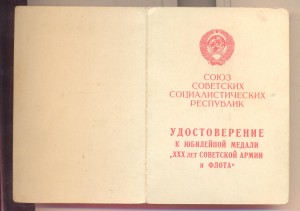 СОЮЗ
СОВЕТСКИХ
СОЦИАЛИСТИЧЕСКИХ
РЕСПУБЛИК
УДОСТОВЕРЕНИЕ
К ЮБИЛЕЙНОЙ МЕДАЛИ
„XXX лет СОВЕТСКОЙ АРМИИ
и ФЛОТА“